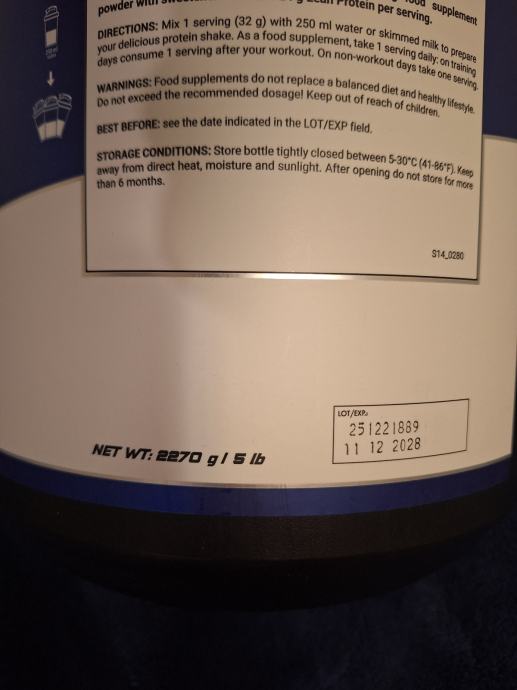 powder with Protein per serving. food supplement
DIRECTIONS: Mix 1 serving (32 g) with 250 ml water or skimmed milk to prepare
your delicious protein shake. As a food supplement, take 1 serving daily: on training
days consume 1 serving after your workout. On non-workout days take one serving.
WARNINGS: Food supplements do not replace a balanced diet and healthy lifestyle.
Do not exceed the recommended dosage! Keep out of reach of children.
BEST BEFORE: see the date indicated in the LOT/EXP field.
STORAGE CONDITIONS: Store bottle tightly closed between 5-30°C (41-86°F). Keep
away from direct heat, moisture and sunlight. After opening do not store for more
than 6 months.
S14_0280
LOT/EXP.:
251221889
11 12 2028
NET WT: 2270 g / 5 lb